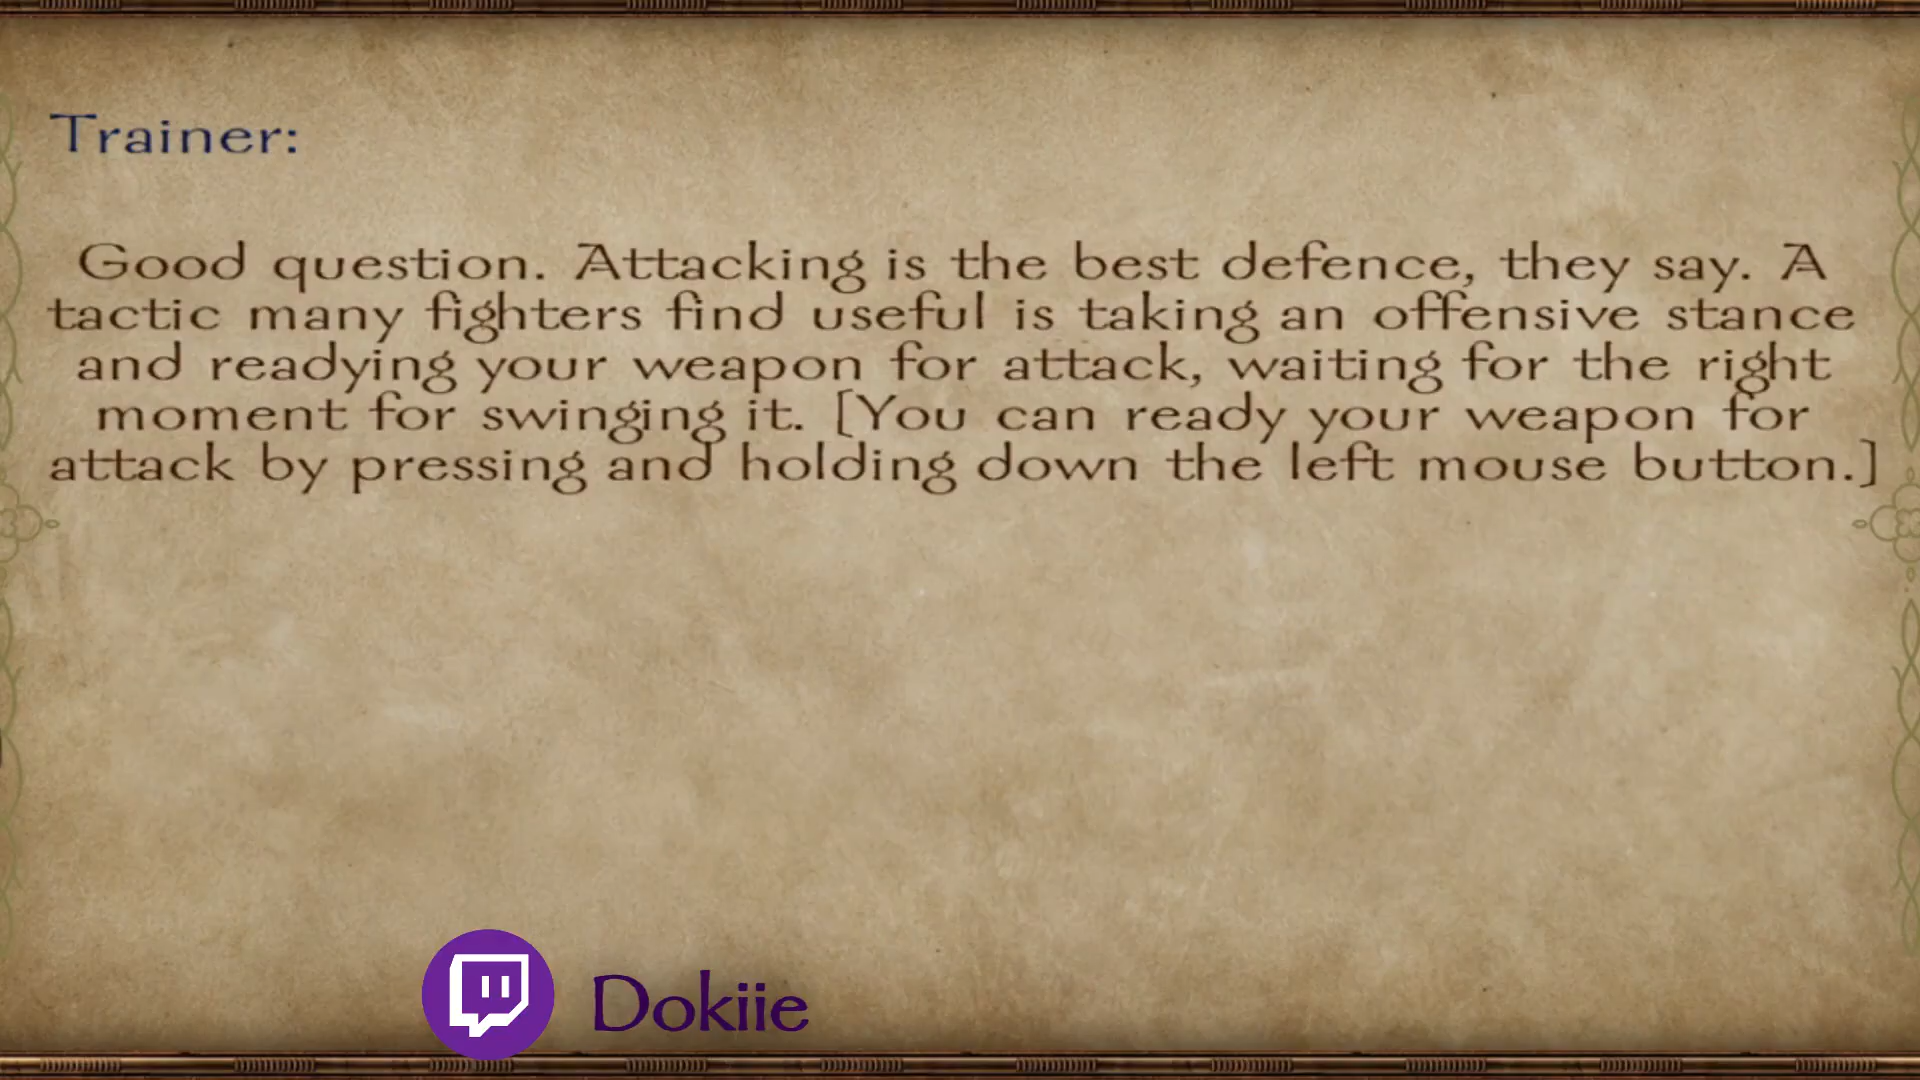 Trainer:
Good question. Attacking is the best defence, they say. A
tactic many fighters find useful is taking an offensive stance
and readying your weapon for attack, waiting for the right
moment for swinging it. [You can ready your weapon for
attack by pressing and holding down the left mouse button.]
Dokiie